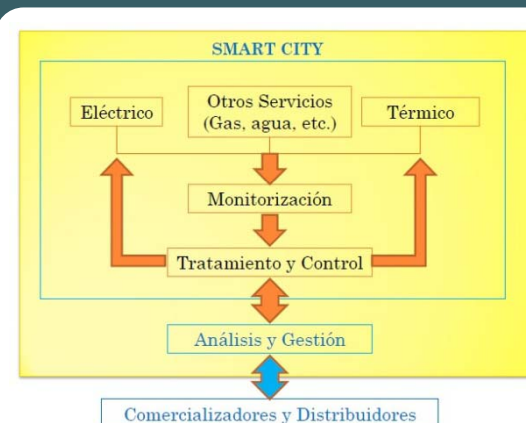 SMART CITY
Eléctrico
Otros Servicios
(Gas, agua, etc.)
Térmico
Monitorización
Tratamiento y Control
Análisis y Gestión
Comercializadores y Distribuidores